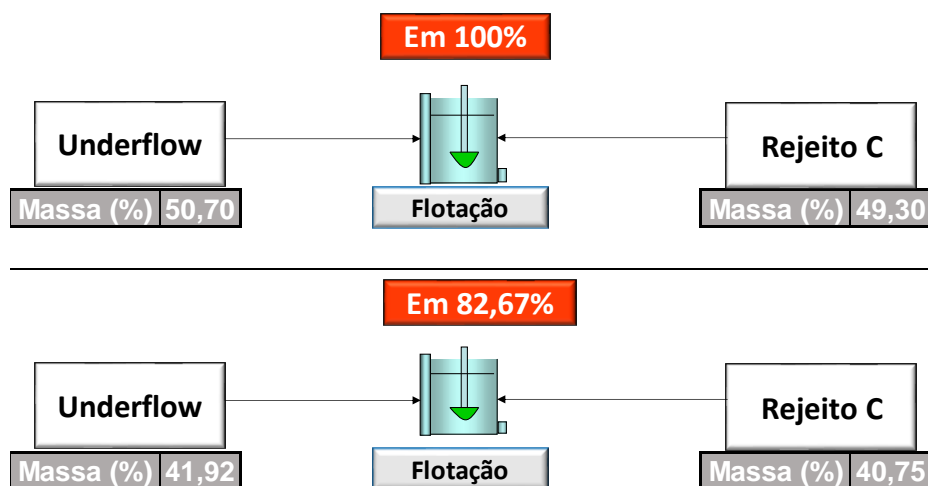 Em 100%
Underflow
Rejeito C
Massa (%) 50,70
Flotação
Massa (%) 49,30
Em 82,67%
Underflow
Rejeito C
Massa (%) 41,92
Flotação
Massa (%) 40,75